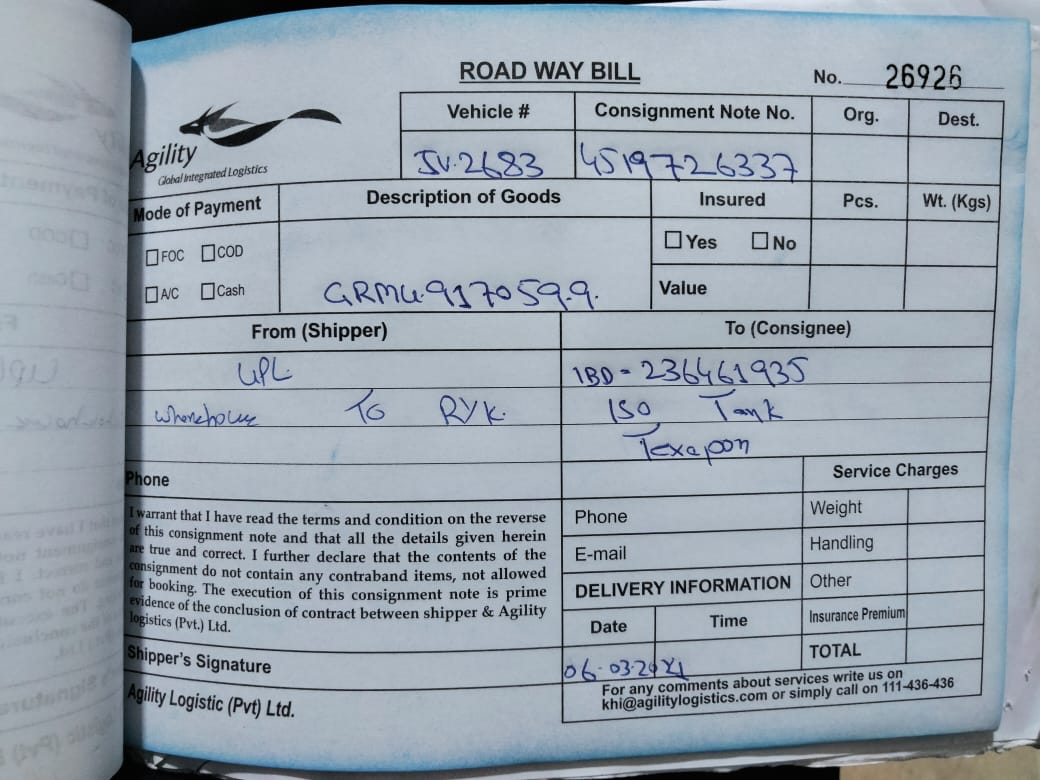 ROAD WAY BILL
No. 26926
Agility
Global Integrated Logistics
Vehicle #
Consignment Note No.
Org.
Dest.
JV.2683
4519726337
Mode of Payment
Description of Goods
Insured
Pcs.
Wt. (Kgs)
FOC
COD
Yes
No
A/C
Cash
GRMU.917059.9.
Value
From (Shipper)
To (Consignee)
UPL
IBD = 236461935
To RYK.
ISO Tank
Texapon
Phone
Service Charges
I warrant that I have read the terms and condition on the reverse
of this consignment note and that all the details given herein
are true and correct. I further declare that the contents of the
consignment do not contain any contraband items, not allowed
for booking. The execution of this consignment note is prime
evidence of the conclusion of contract between shipper & Agility
logistics (Pvt.) Ltd.
Phone
Weight
E-mail
Handling
DELIVERY INFORMATION
Other
Date
Time
Insurance Premium
06-03-2021
TOTAL
Shipper's Signature
Agility Logistic (Pvt) Ltd.
For any comments about services write us on
khi@agilitylogistics.com or simply call on 111-436-436